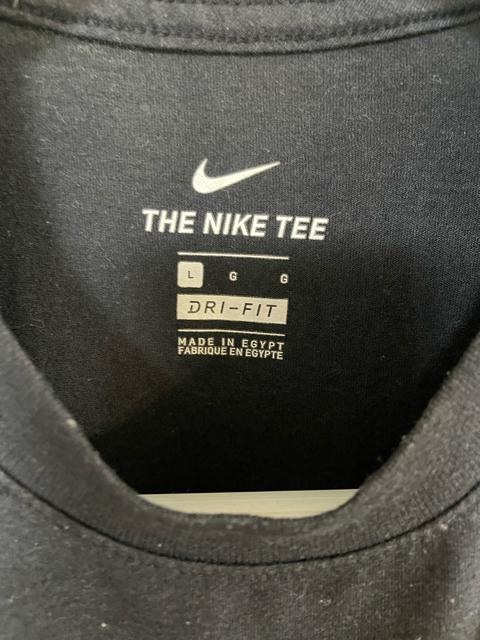 THE NIKE TEE
L G G
DRI-FIT
MADE IN EGYPT
FABRIQUE EN EGYPTE